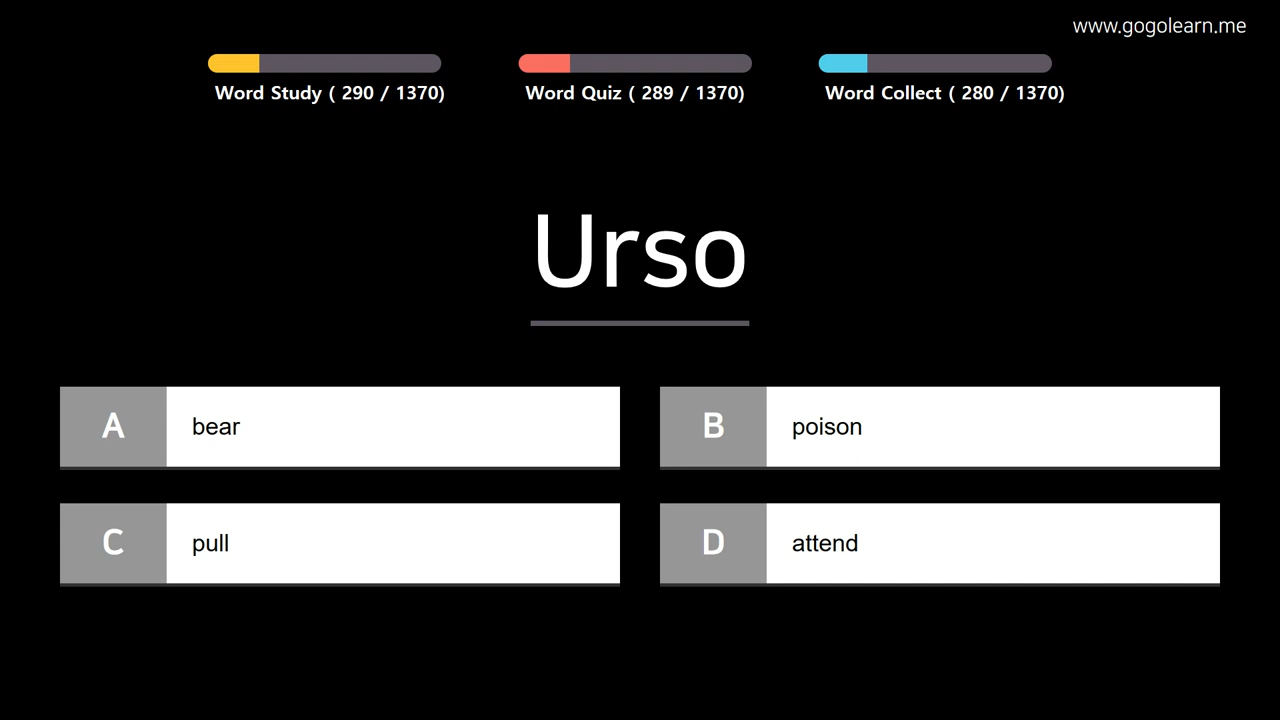 www.gogolearn.me
Word Study ( 290 / 1370)
Word Quiz ( 289 / 1370)
Word Collect ( 280 / 1370)
Urso
A bear
B poison
C pull
D attend